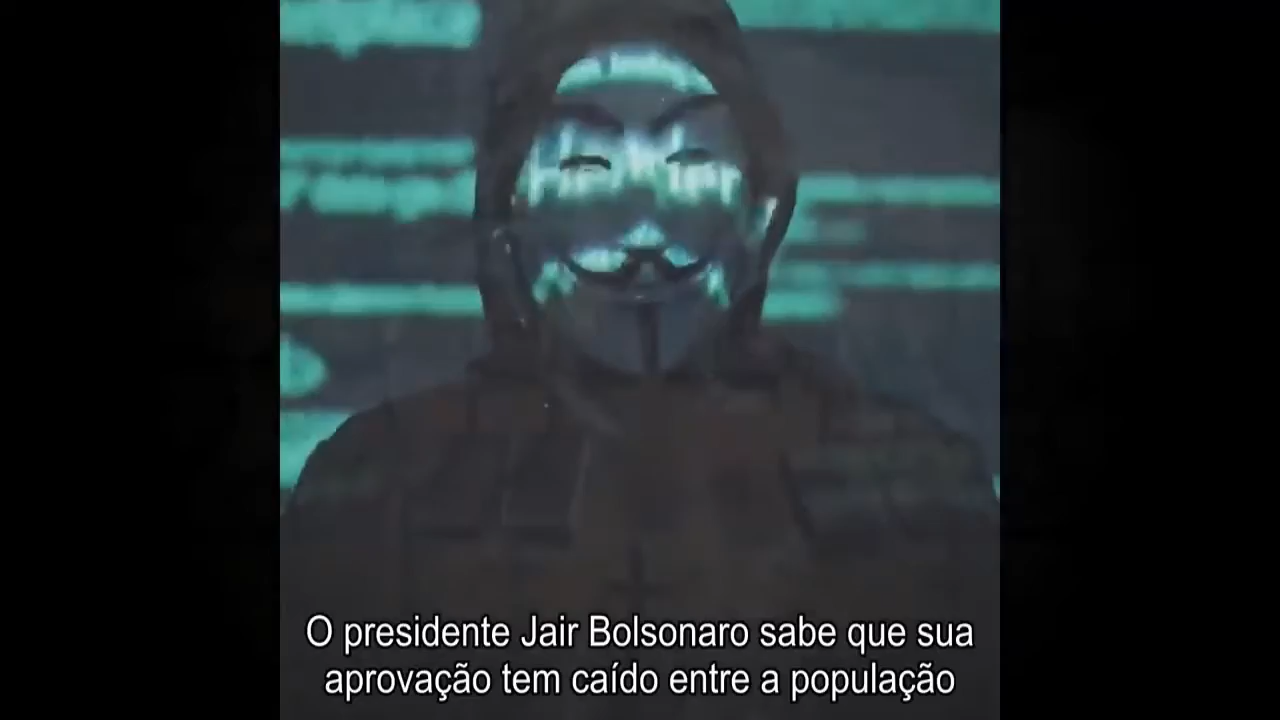 O presidente Jair Bolsonaro sabe que sua
aprovação tem caído entre a população